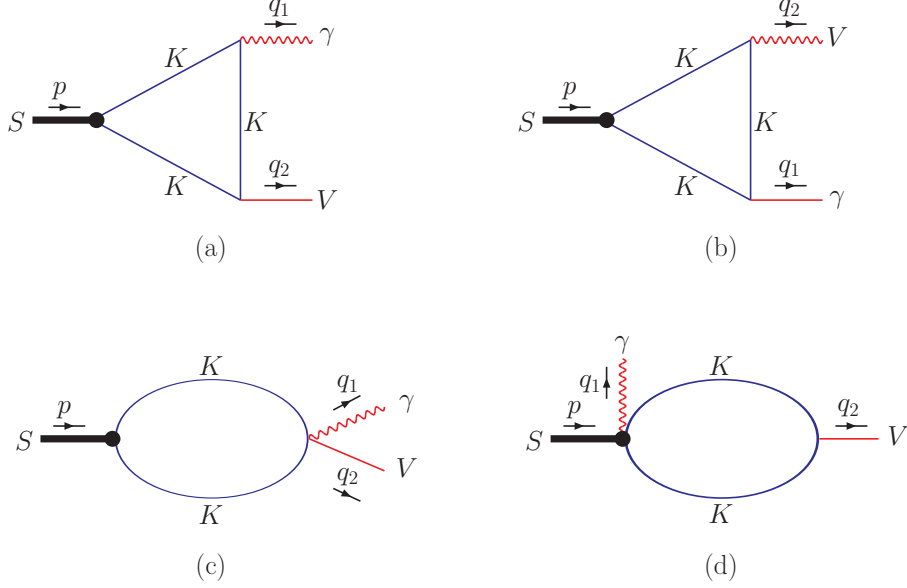 q₁ q₂
γ V
K K
p p
S K S K
q₂ q₁
K K
V γ
(a) (b)
γ
K K
q₁ q₁
p γ p q₂
S S V
V
q₂
K K
(c) (d)